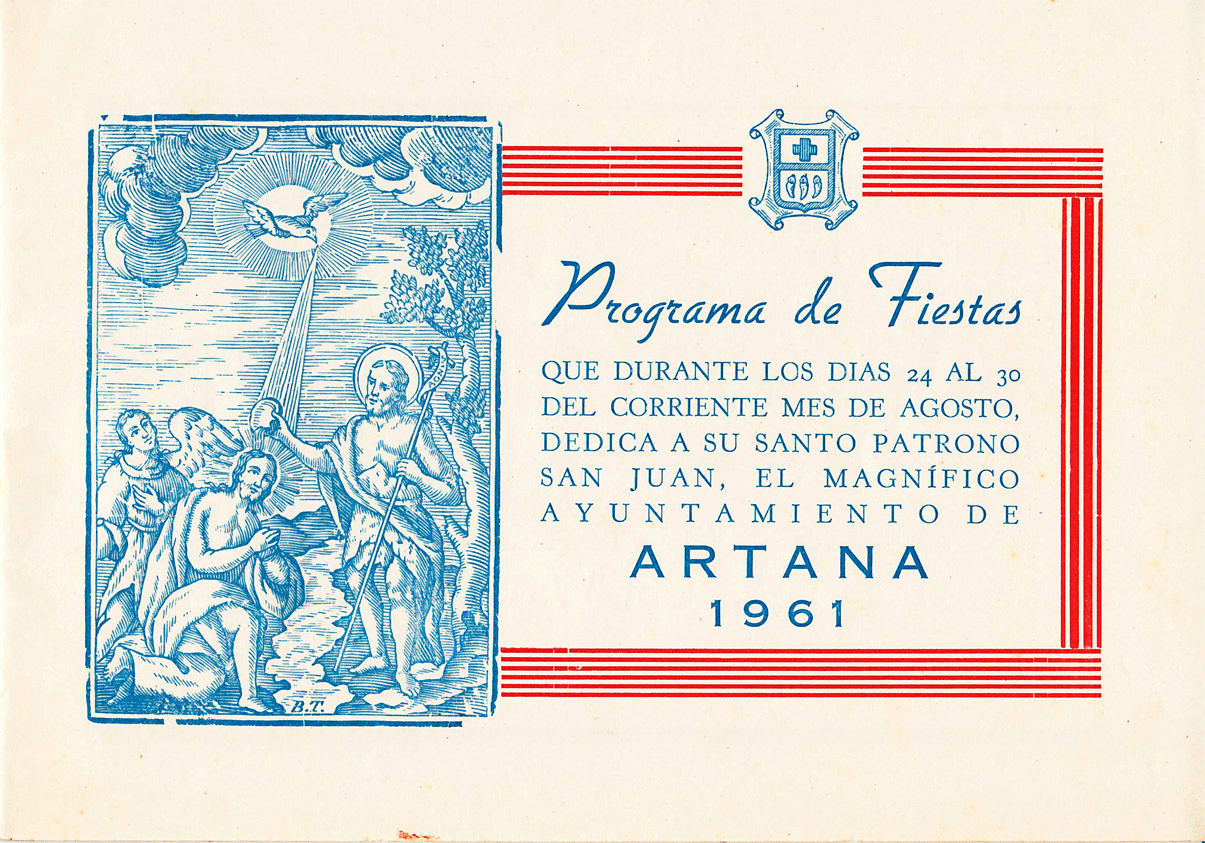 Programa de Fiestas
QUE DURANTE LOS DIAS 24 AL 30
DEL CORRIENTE MES DE AGOSTO,
DEDICA A SU SANTO PATRONO
SAN JUAN, EL MAGNÍFICO
AYUNTAMIENTO DE
ARTANA
1961
B.T.